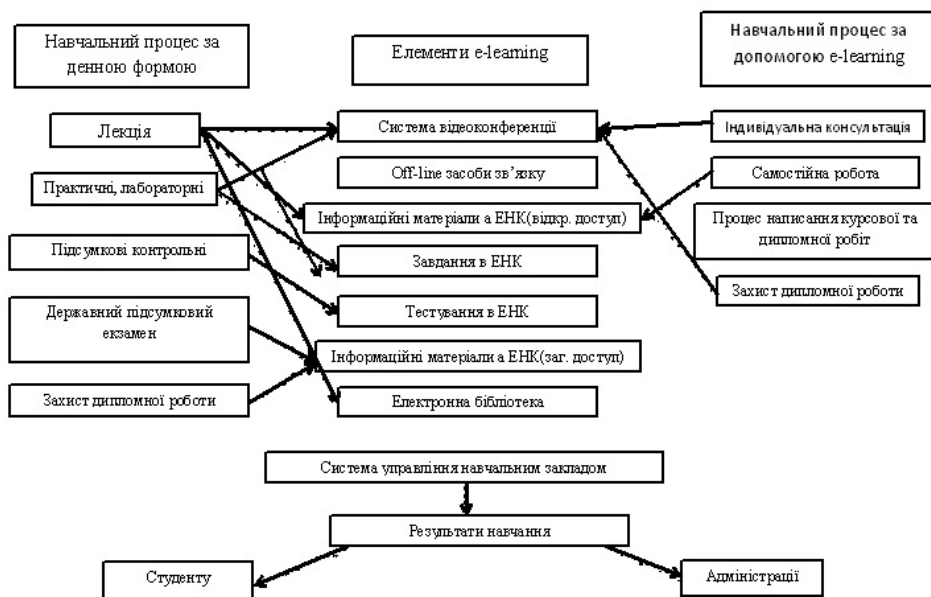 Навчальний процес за
денною формою
Елементи e-learning
Навчальний процес за
допомогою e-learning
Лекція
Система відеоконференції
Індивідуальна консультація
Off-line засоби зв’язку
Самостійна робота
Практичні, лабораторні
Інформаційні матеріали а ЕНК(відкр. доступ)
Процес написання курсової та
дипломної робіт
Підсумкові контрольні
Завдання в ЕНК
Захист дипломної роботи
Державний підсумковий
екзамен
Тестування в ЕНК
Інформаційні матеріали а ЕНК(заг. доступ)
Захист дипломної роботи
Електронна бібліотека
Система управління навчальним закладом
Результати навчання
Студенту
Адміністрації